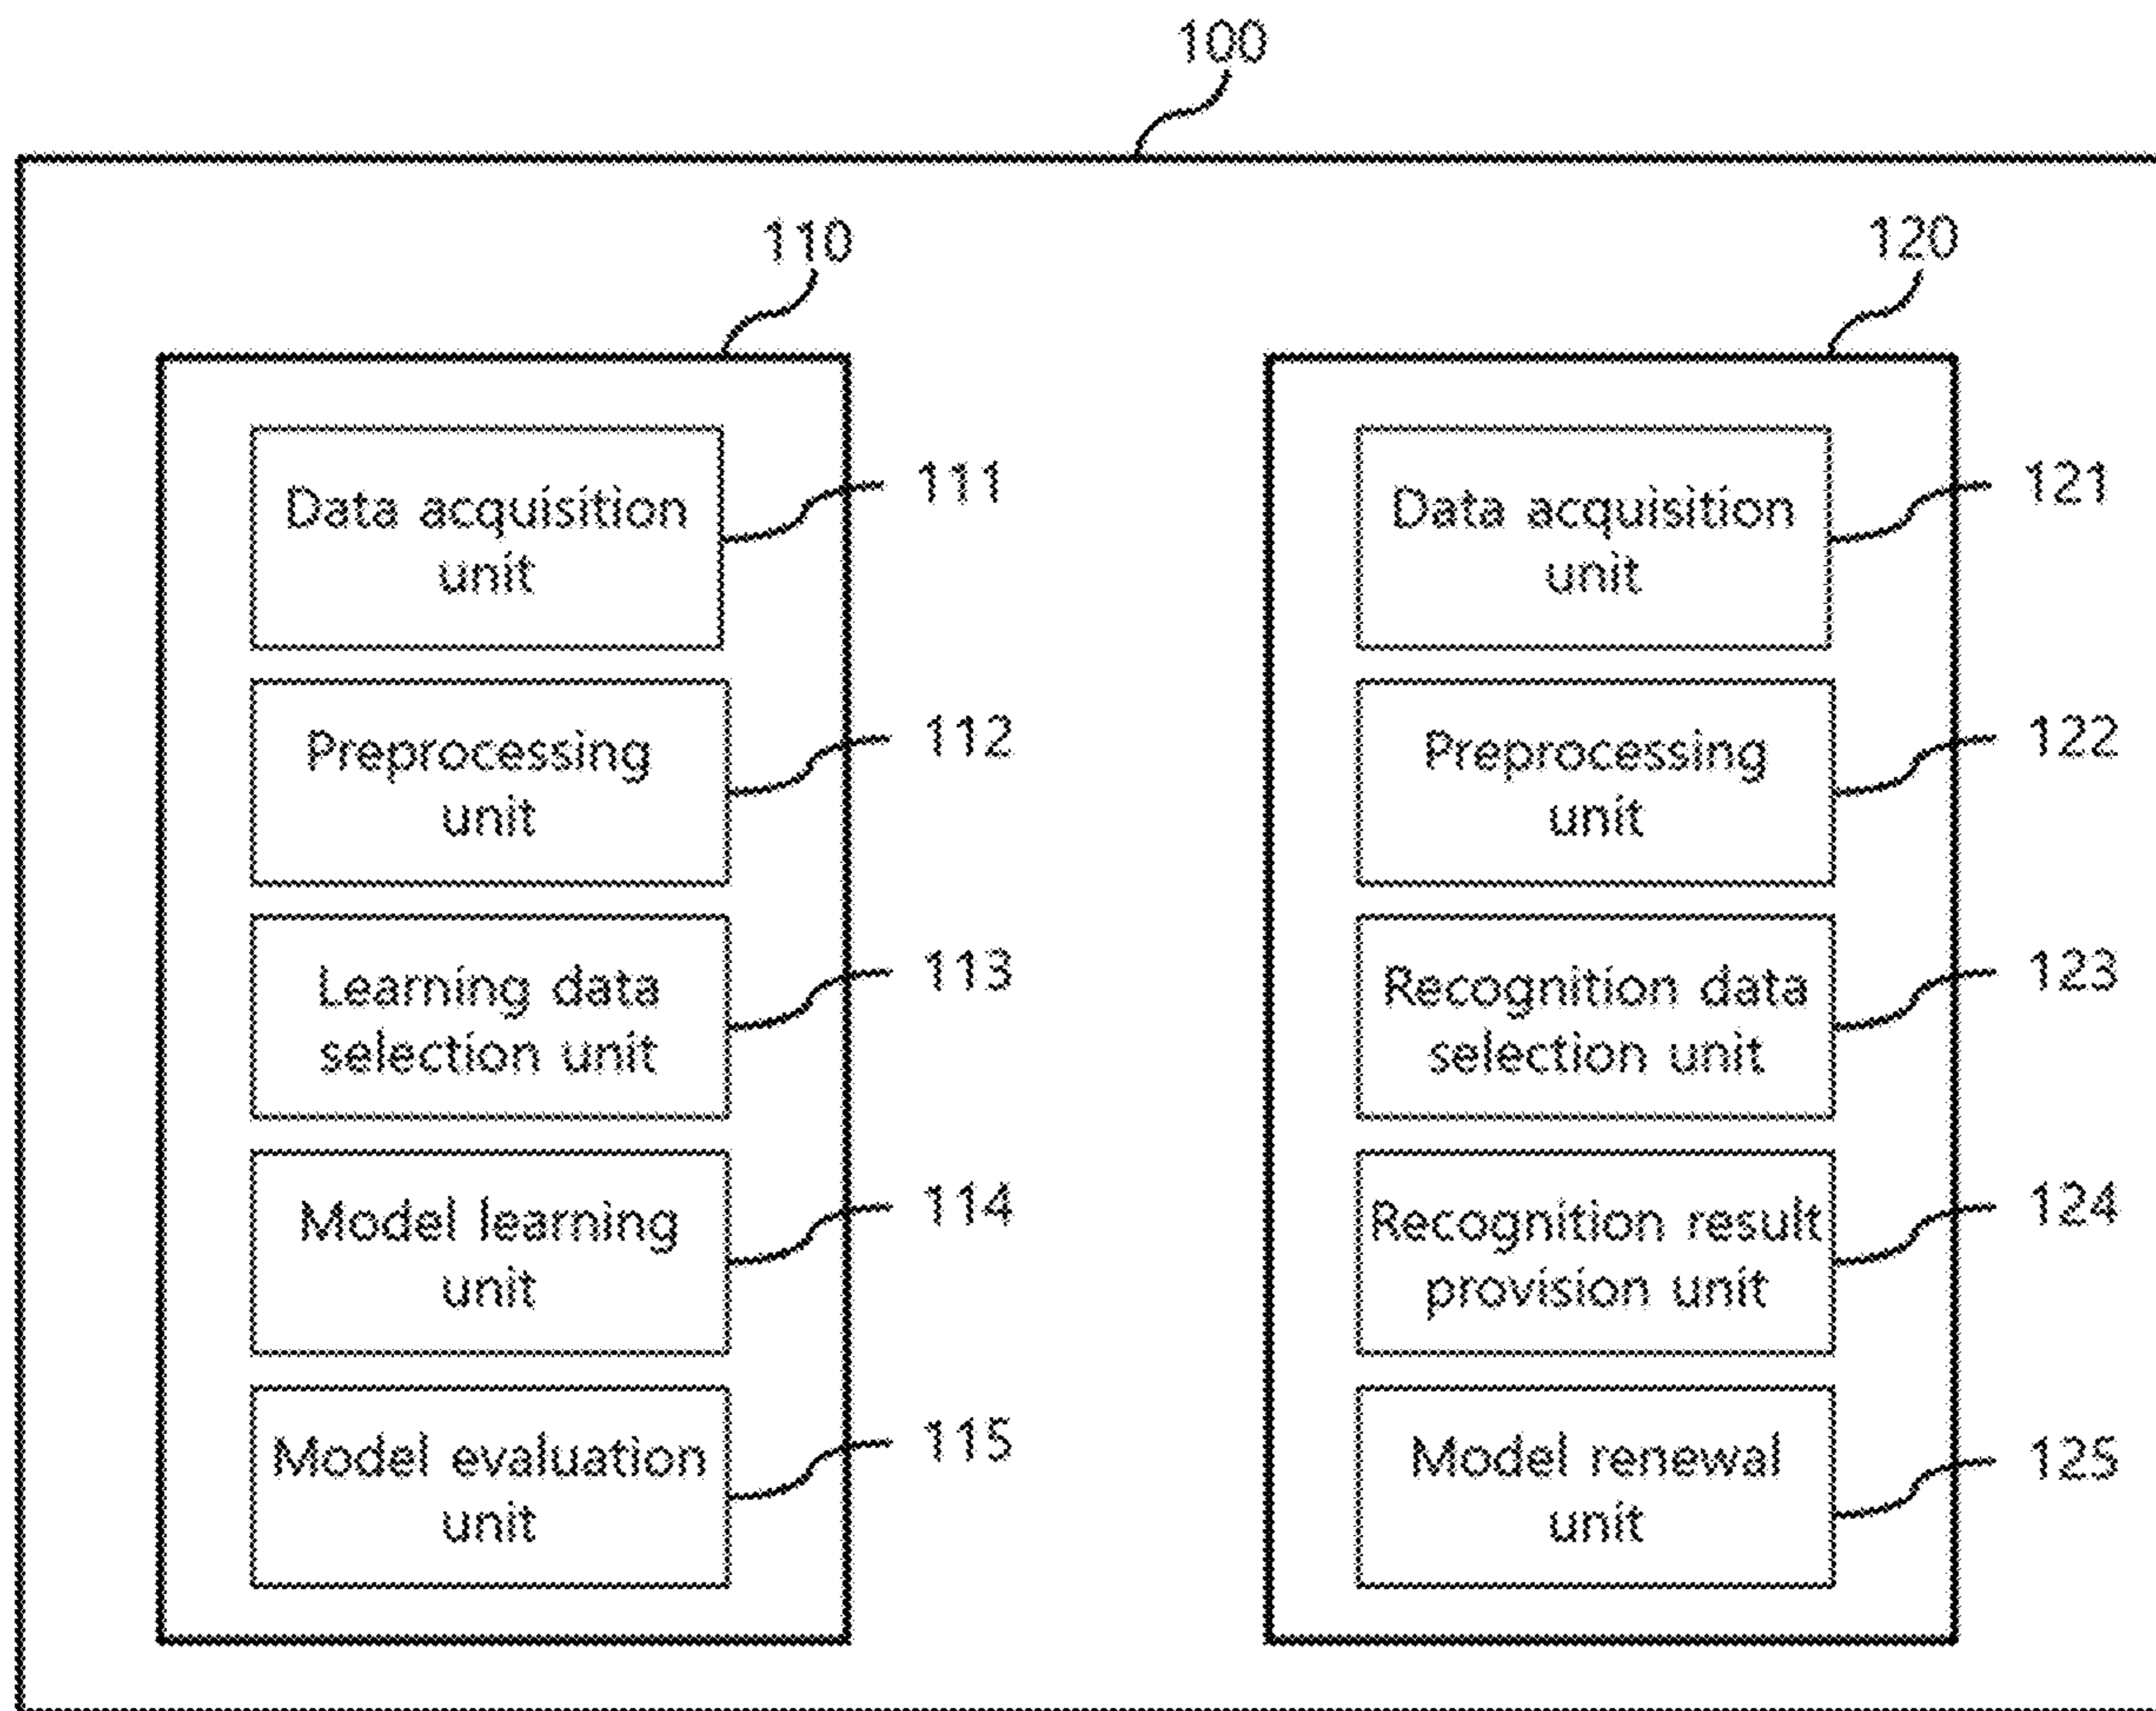 100
110
120
Data acquisition
unit
111
Preprocessing
unit
112
Learning data
selection unit
113
Model learning
unit
114
Model evaluation
unit
115
Data acquisition
unit
121
Preprocessing
unit
122
Recognition data
selection unit
123
Recognition result
provision unit
124
Model renewal
unit
125